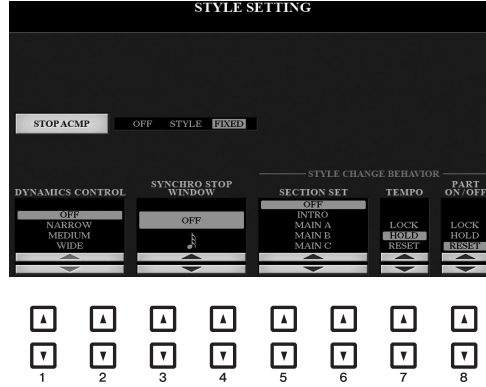 STYLE SETTING
STOP ACMP OFF STYLE FIXED
STYLE CHANGE BEHAVIOR
DYNAMICS CONTROL
SYNCHRO STOP
WINDOW
SECTION SET
TEMPO
PART
ON/OFF
OFF
NARROW
MEDIUM
WIDE
OFF
OFF
INTRO
MAIN A
MAIN B
MAIN C
LOCK
HOLD
RESET
LOCK
HOLD
RESET
1 2 3 4 5 6 7 8